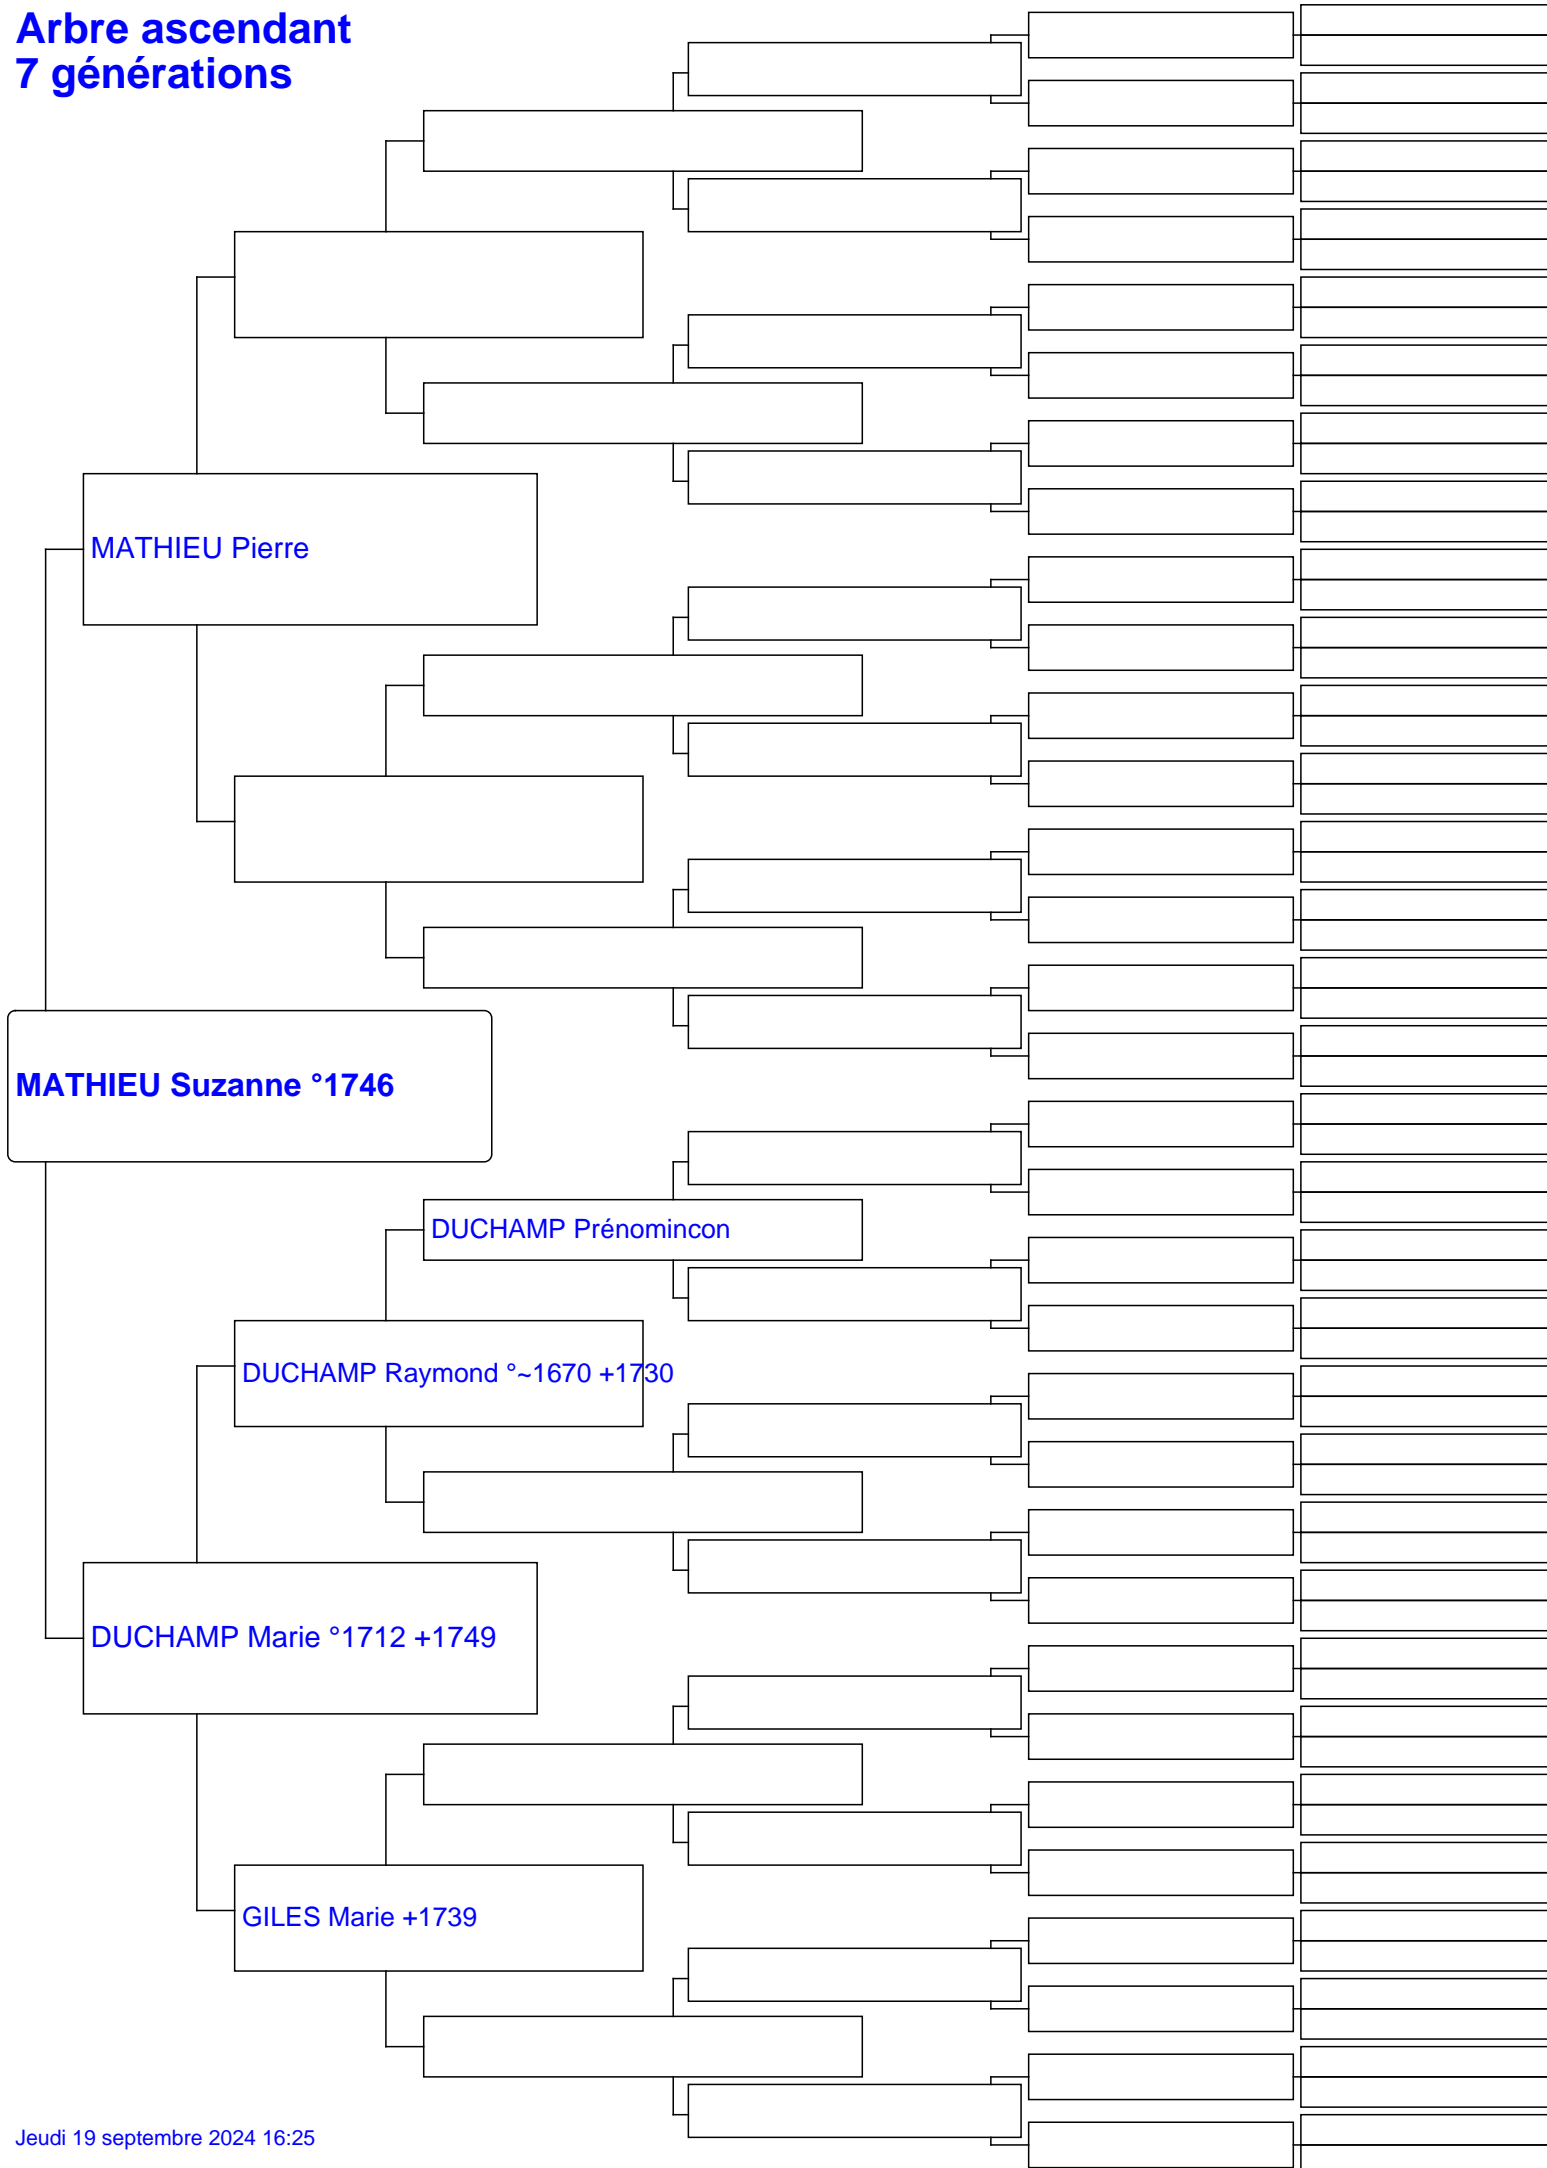 Arbre ascendant
7 générations
MATHIEU Pierre
MATHIEU Suzanne °1746
DUCHAMP Prénomincon
DUCHAMP Raymond °~1670 +1730
DUCHAMP Marie °1712 +1749
GILES Marie +1739
Jeudi 19 septembre 2024 16:25